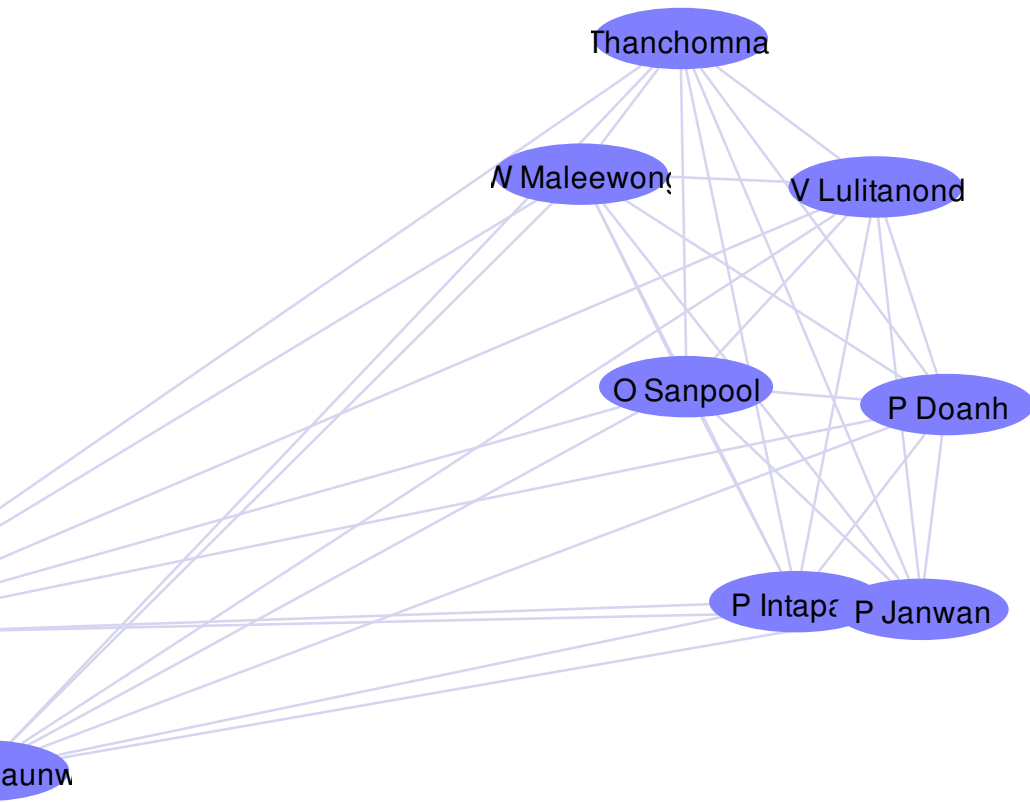 Thanchomna
W Maleewong
V Lulitanond
O Sanpool
P Doanh
P Intapa
P Janwan
aunw